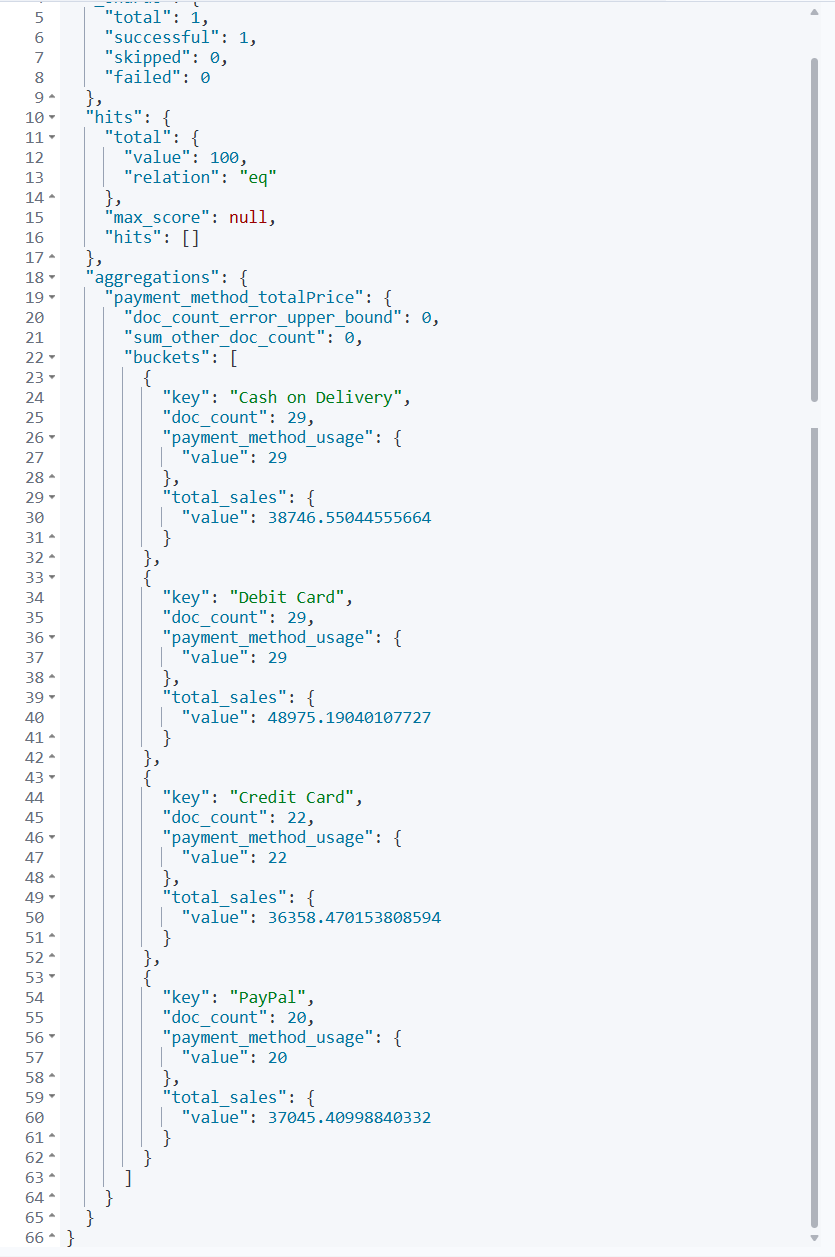 5 "total": 1,
6 "successful": 1,
7 "skipped": 0,
8 "failed": 0
9 },
10 "hits": {
11 "total": {
12 "value": 100,
13 "relation": "eq"
14 },
15 "max_score": null,
16 "hits": []
17 },
18 "aggregations": {
19 "payment_method_totalPrice": {
20 "doc_count_error_upper_bound": 0,
21 "sum_other_doc_count": 0,
22 "buckets": [
23 {
24 "key": "Cash on Delivery",
25 "doc_count": 29,
26 "payment_method_usage": {
27 "value": 29
28 },
29 "total_sales": {
30 "value": 38746.55044555664
31 }
32 },
33 {
34 "key": "Debit Card",
35 "doc_count": 29,
36 "payment_method_usage": {
37 "value": 29
38 },
39 "total_sales": {
40 "value": 48975.19040107727
41 }
42 },
43 {
44 "key": "Credit Card",
45 "doc_count": 22,
46 "payment_method_usage": {
47 "value": 22
48 },
49 "total_sales": {
50 "value": 36358.470153808594
51 }
52 },
53 {
54 "key": "PayPal",
55 "doc_count": 20,
56 "payment_method_usage": {
57 "value": 20
58 },
59 "total_sales": {
60 "value": 37045.40998840332
61 }
62 }
63 ]
64 }
65 }
66 }